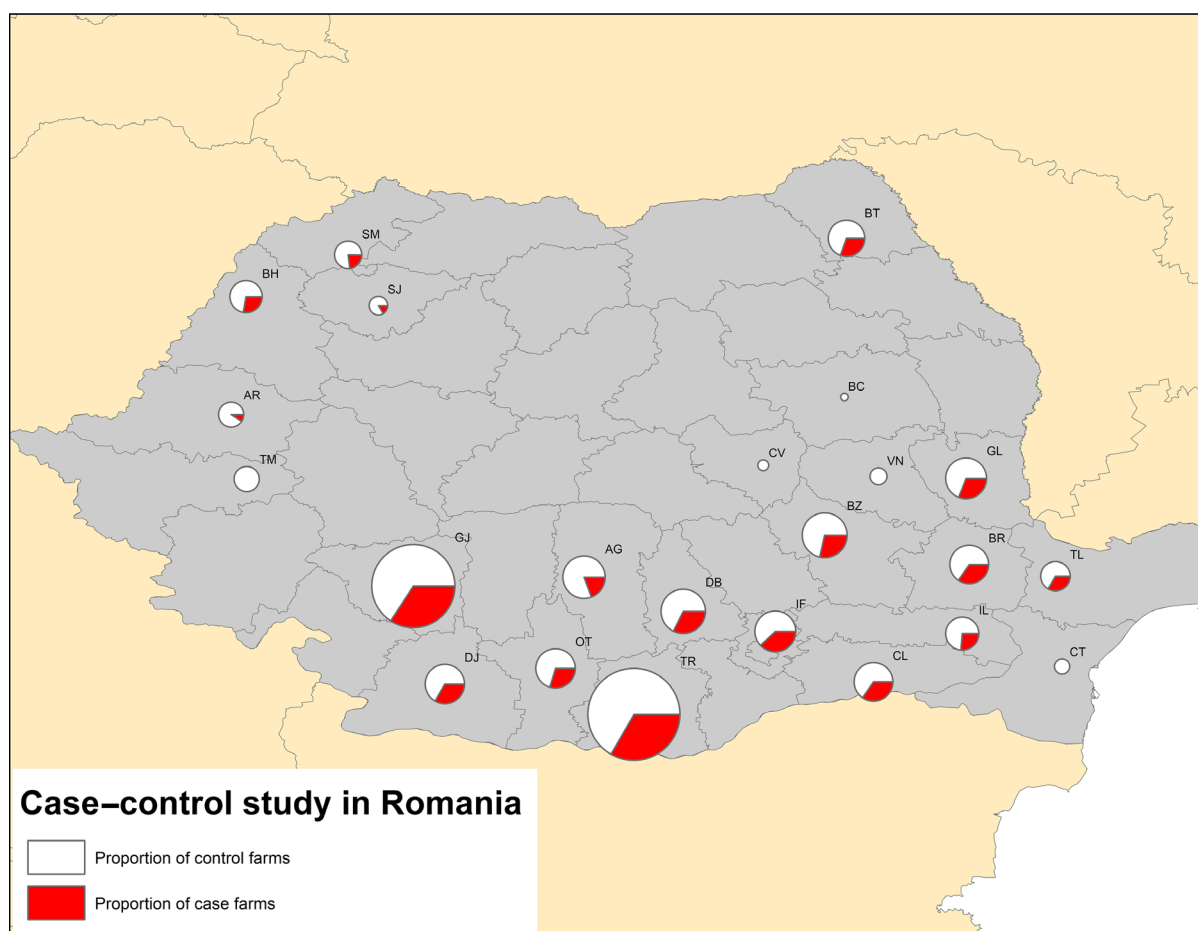 BT
SM
BH
SJ
BC
AR
CV
TM
VN
GL
BZ
GJ
BR
AG
TL
DB
IF
IL
OT
CT
DJ
TR
CL
Case–control study in Romania
Proportion of control farms
Proportion of case farms